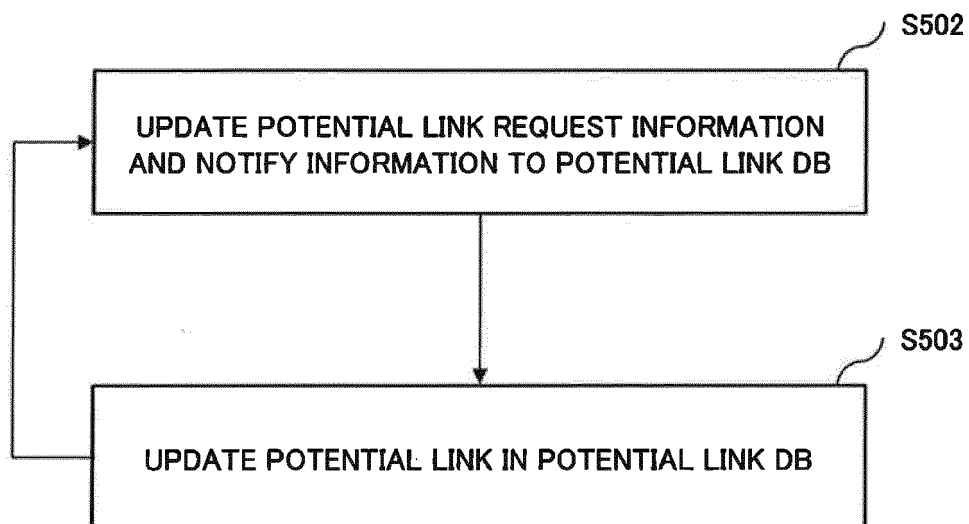 S502
UPDATE POTENTIAL LINK REQUEST INFORMATION
AND NOTIFY INFORMATION TO POTENTIAL LINK DB
S503
UPDATE POTENTIAL LINK IN POTENTIAL LINK DB